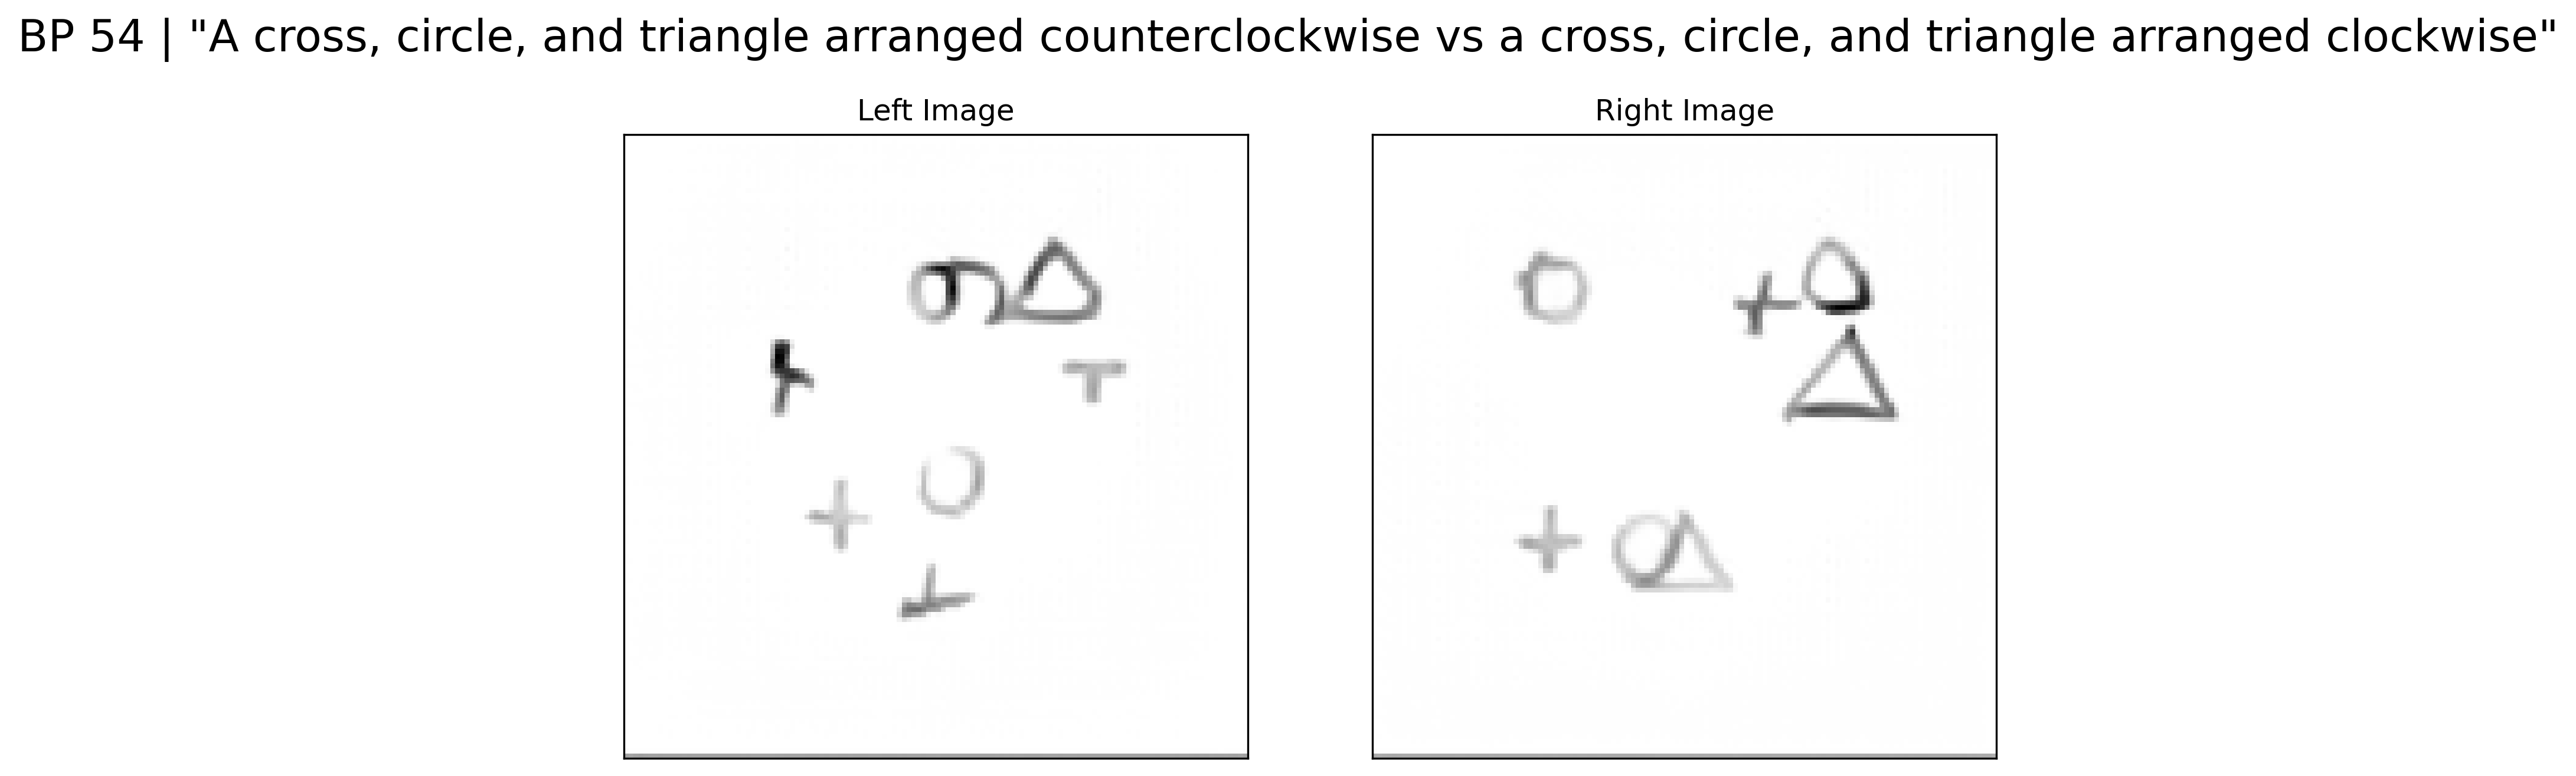 BP 54 | "A cross, circle, and triangle arranged counterclockwise vs a cross, circle, and triangle arranged clockwise"
Left Image
Right Image